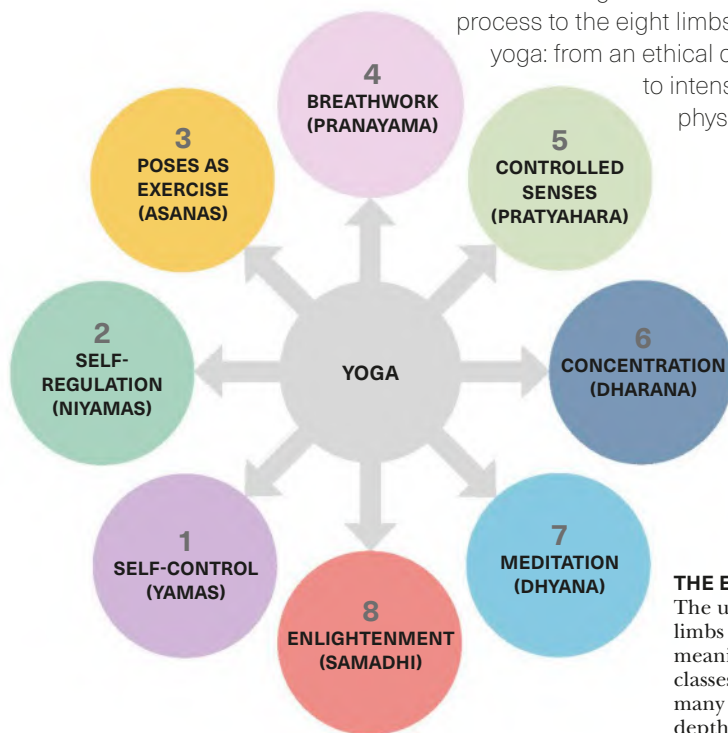 process to the eight limbs
yoga: from an ethical
to intens
phys
4
BREATHWORK
(PRANAYAMA)
3
POSES AS
EXERCISE
(ASANAS)
5
CONTROLLED
SENSES
(PRATYAHARA)
2
SELF-
REGULATION
(NIYAMAS)
YOGA
6
CONCENTRATION
(DHARANA)
1
SELF-CONTROL
(YAMAS)
8
ENLIGHTENMENT
(SAMADHI)
7
MEDITATION
(DHYANA)
THE E
The u
limbs
meani
classes
many
depth